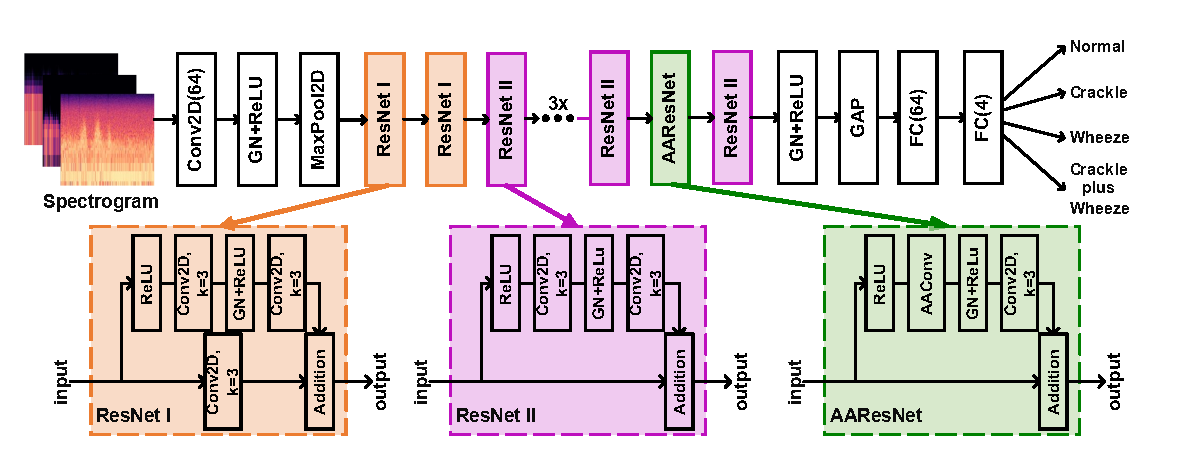 Spectrogram
Conv2D(64)
GN+ReLU
MaxPool2D
ResNet I
ResNet I
ResNet II
3x
ResNet II
AAResNet
ResNet II
GN+ReLU
GAP
FC(64)
FC(4)
Normal
Crackle
Wheeze
Crackle
plus
Wheeze
input
ReLU
Conv2D,
k=3
GN+ReLU
Conv2D,
k=3
Conv2D,
k=3
Addition
output
ResNet I
input
ReLU
Conv2D,
k=3
GN+ReLu
Conv2D,
k=3
Addition
output
ResNet II
input
ReLU
AAConv
GN+ReLu
Conv2D,
k=3
Addition
output
AAResNet